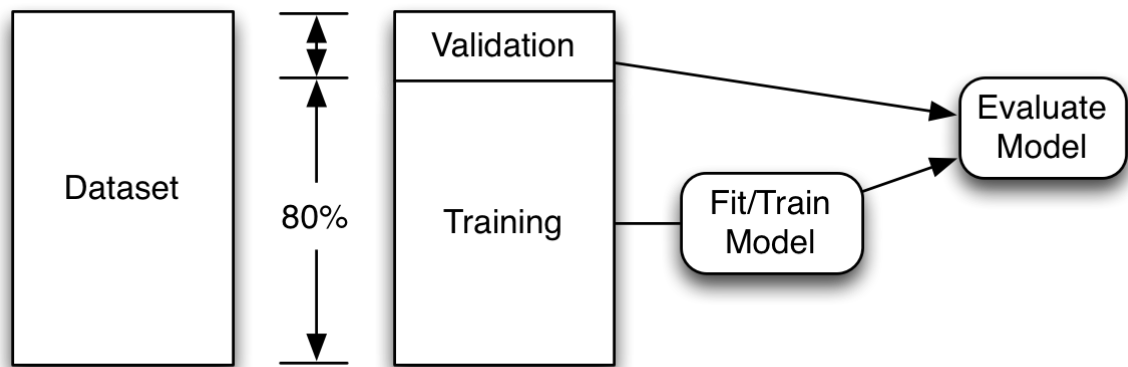 Dataset
80%
Validation
Training
Fit/Train
Model
Evaluate
Model